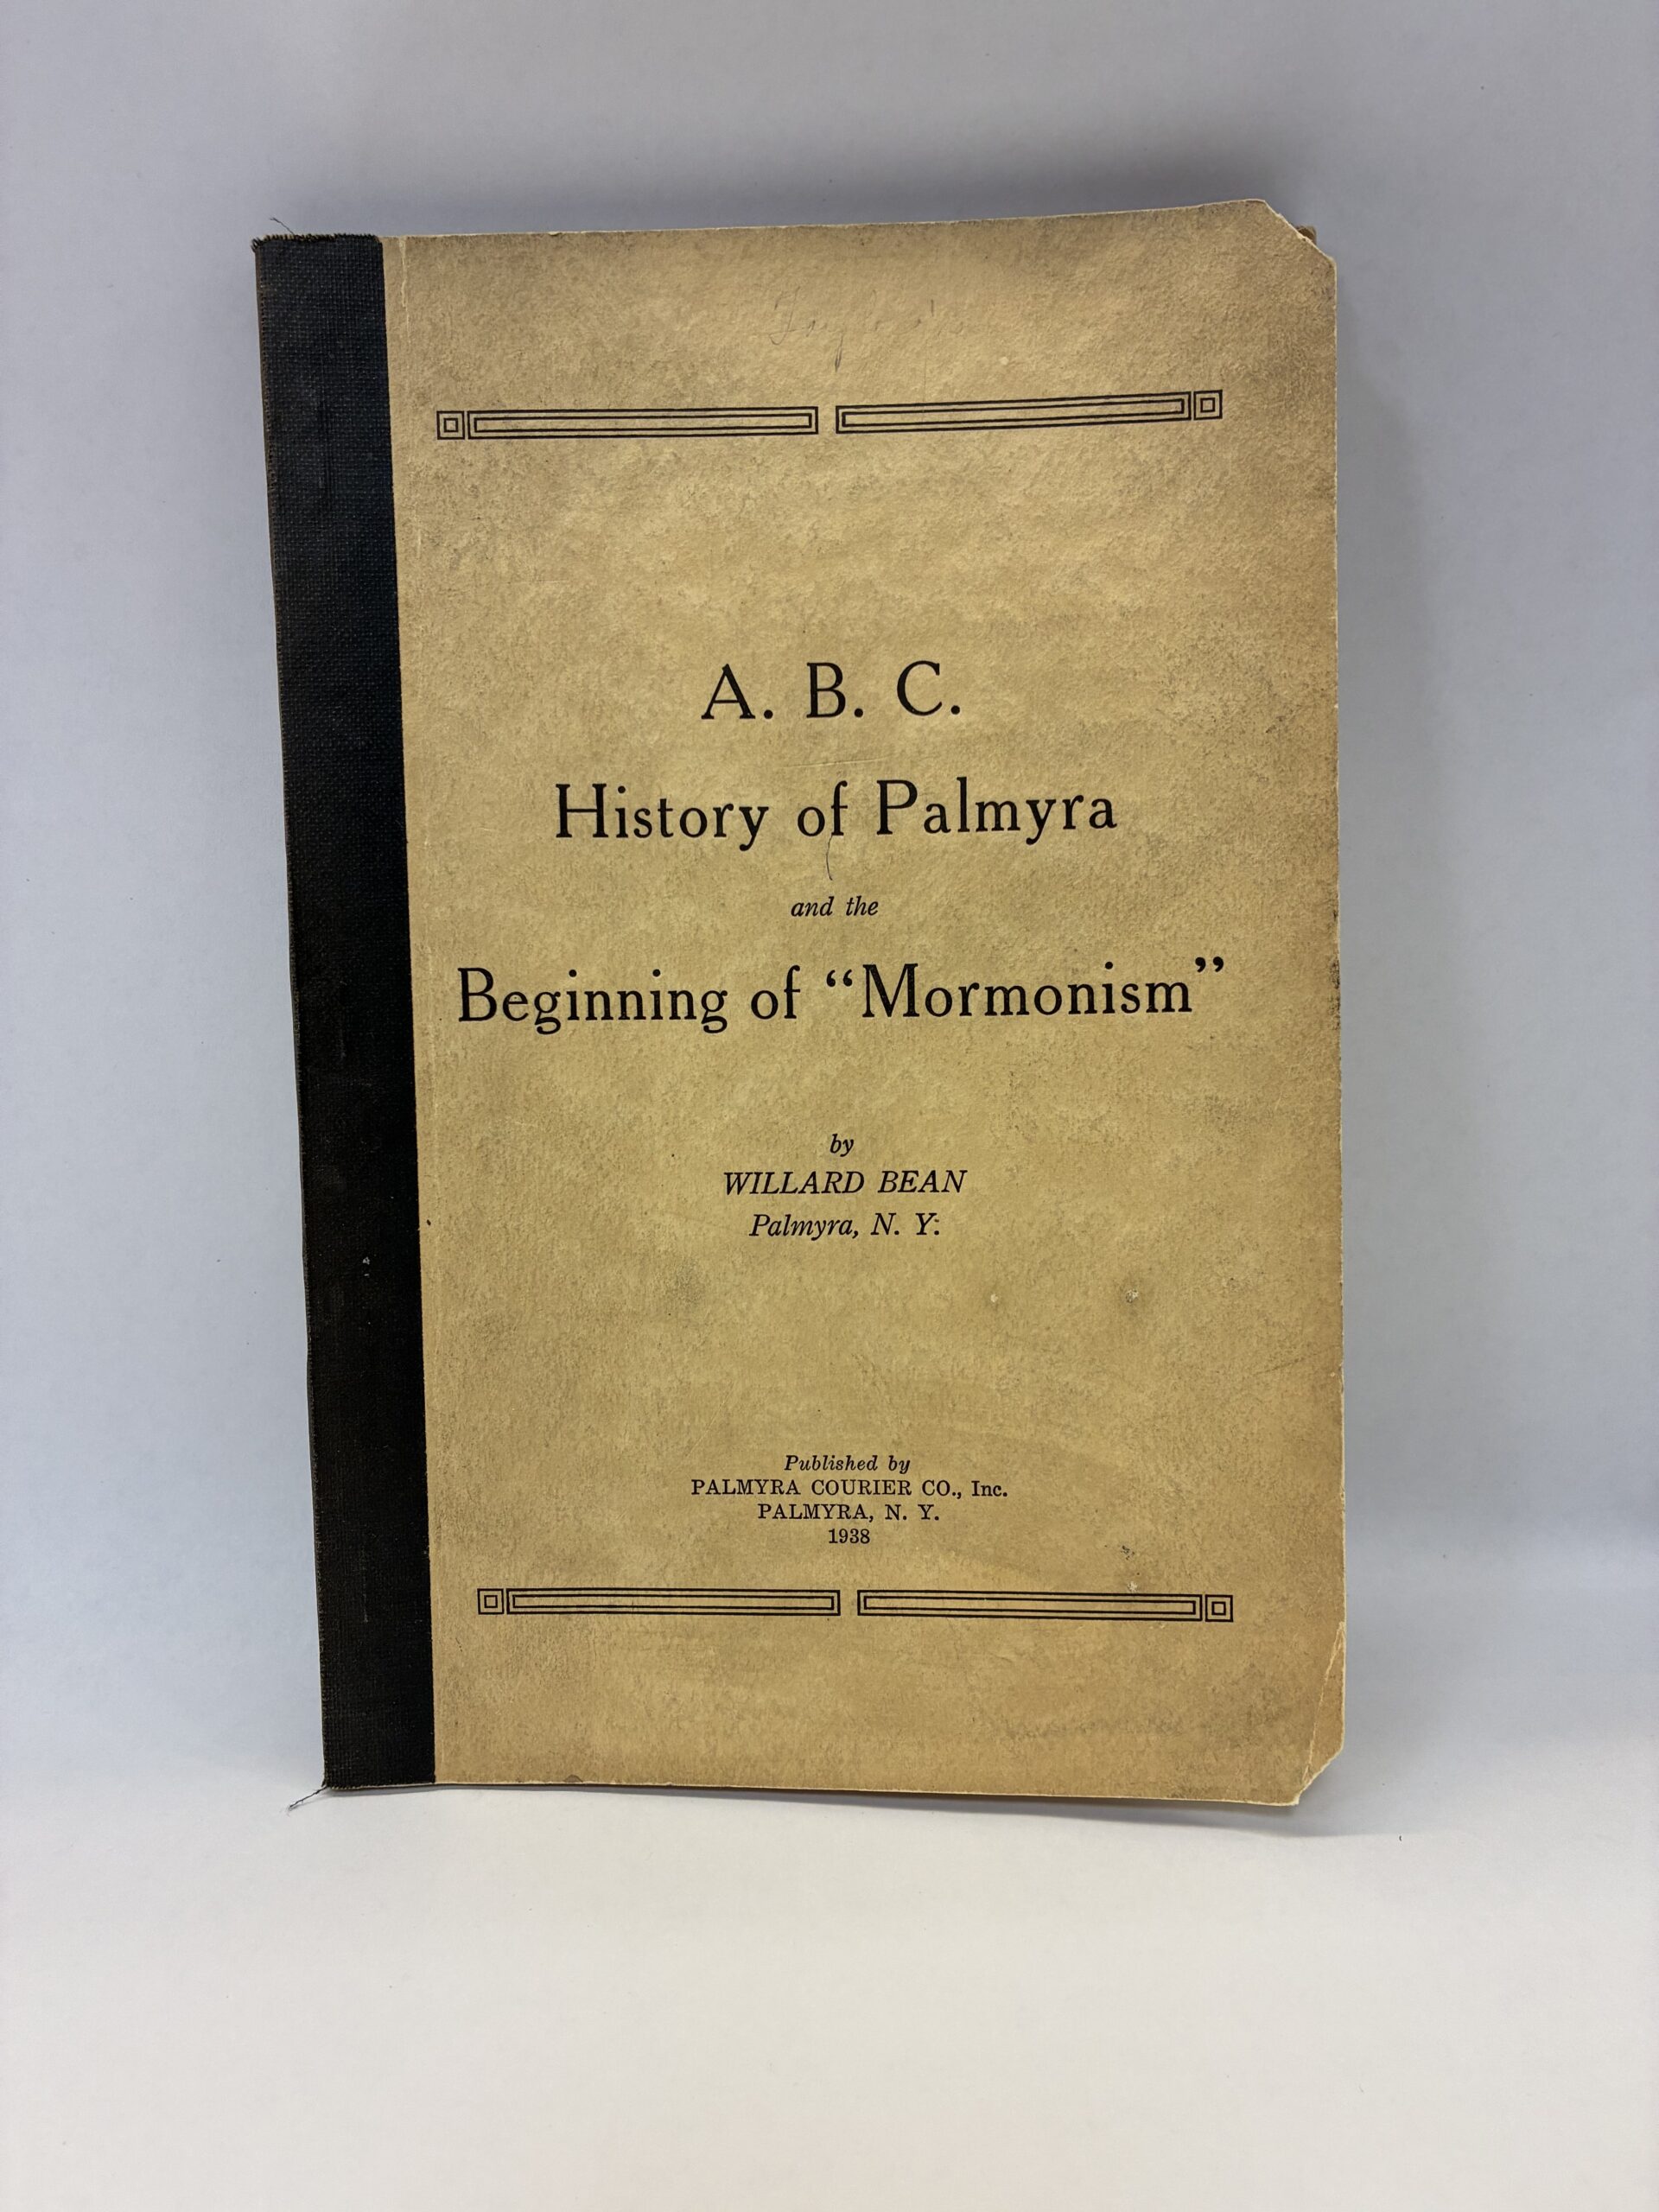 A. B. C.
History of Palmyra
and the
Beginning of “Mormonism”
by
WILLARD BEAN
Palmyra, N. Y.
Published by
PALMYRA COURIER CO., Inc.
PALMYRA, N. Y.
1938